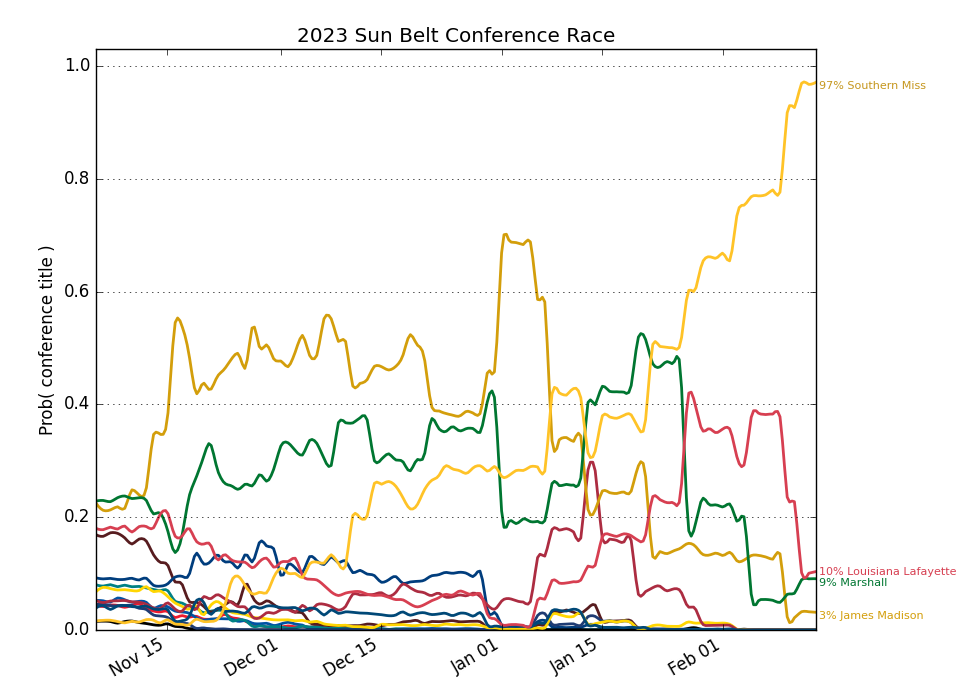 2023 Sun Belt Conference Race
Prob( conference title )
1.0
0.8
0.6
0.4
0.2
0.0
Nov 15
Dec 01
Dec 15
Jan 01
Jan 15
Feb 01
97% Southern Miss
10% Louisiana Lafayette
9% Marshall
3% James Madison